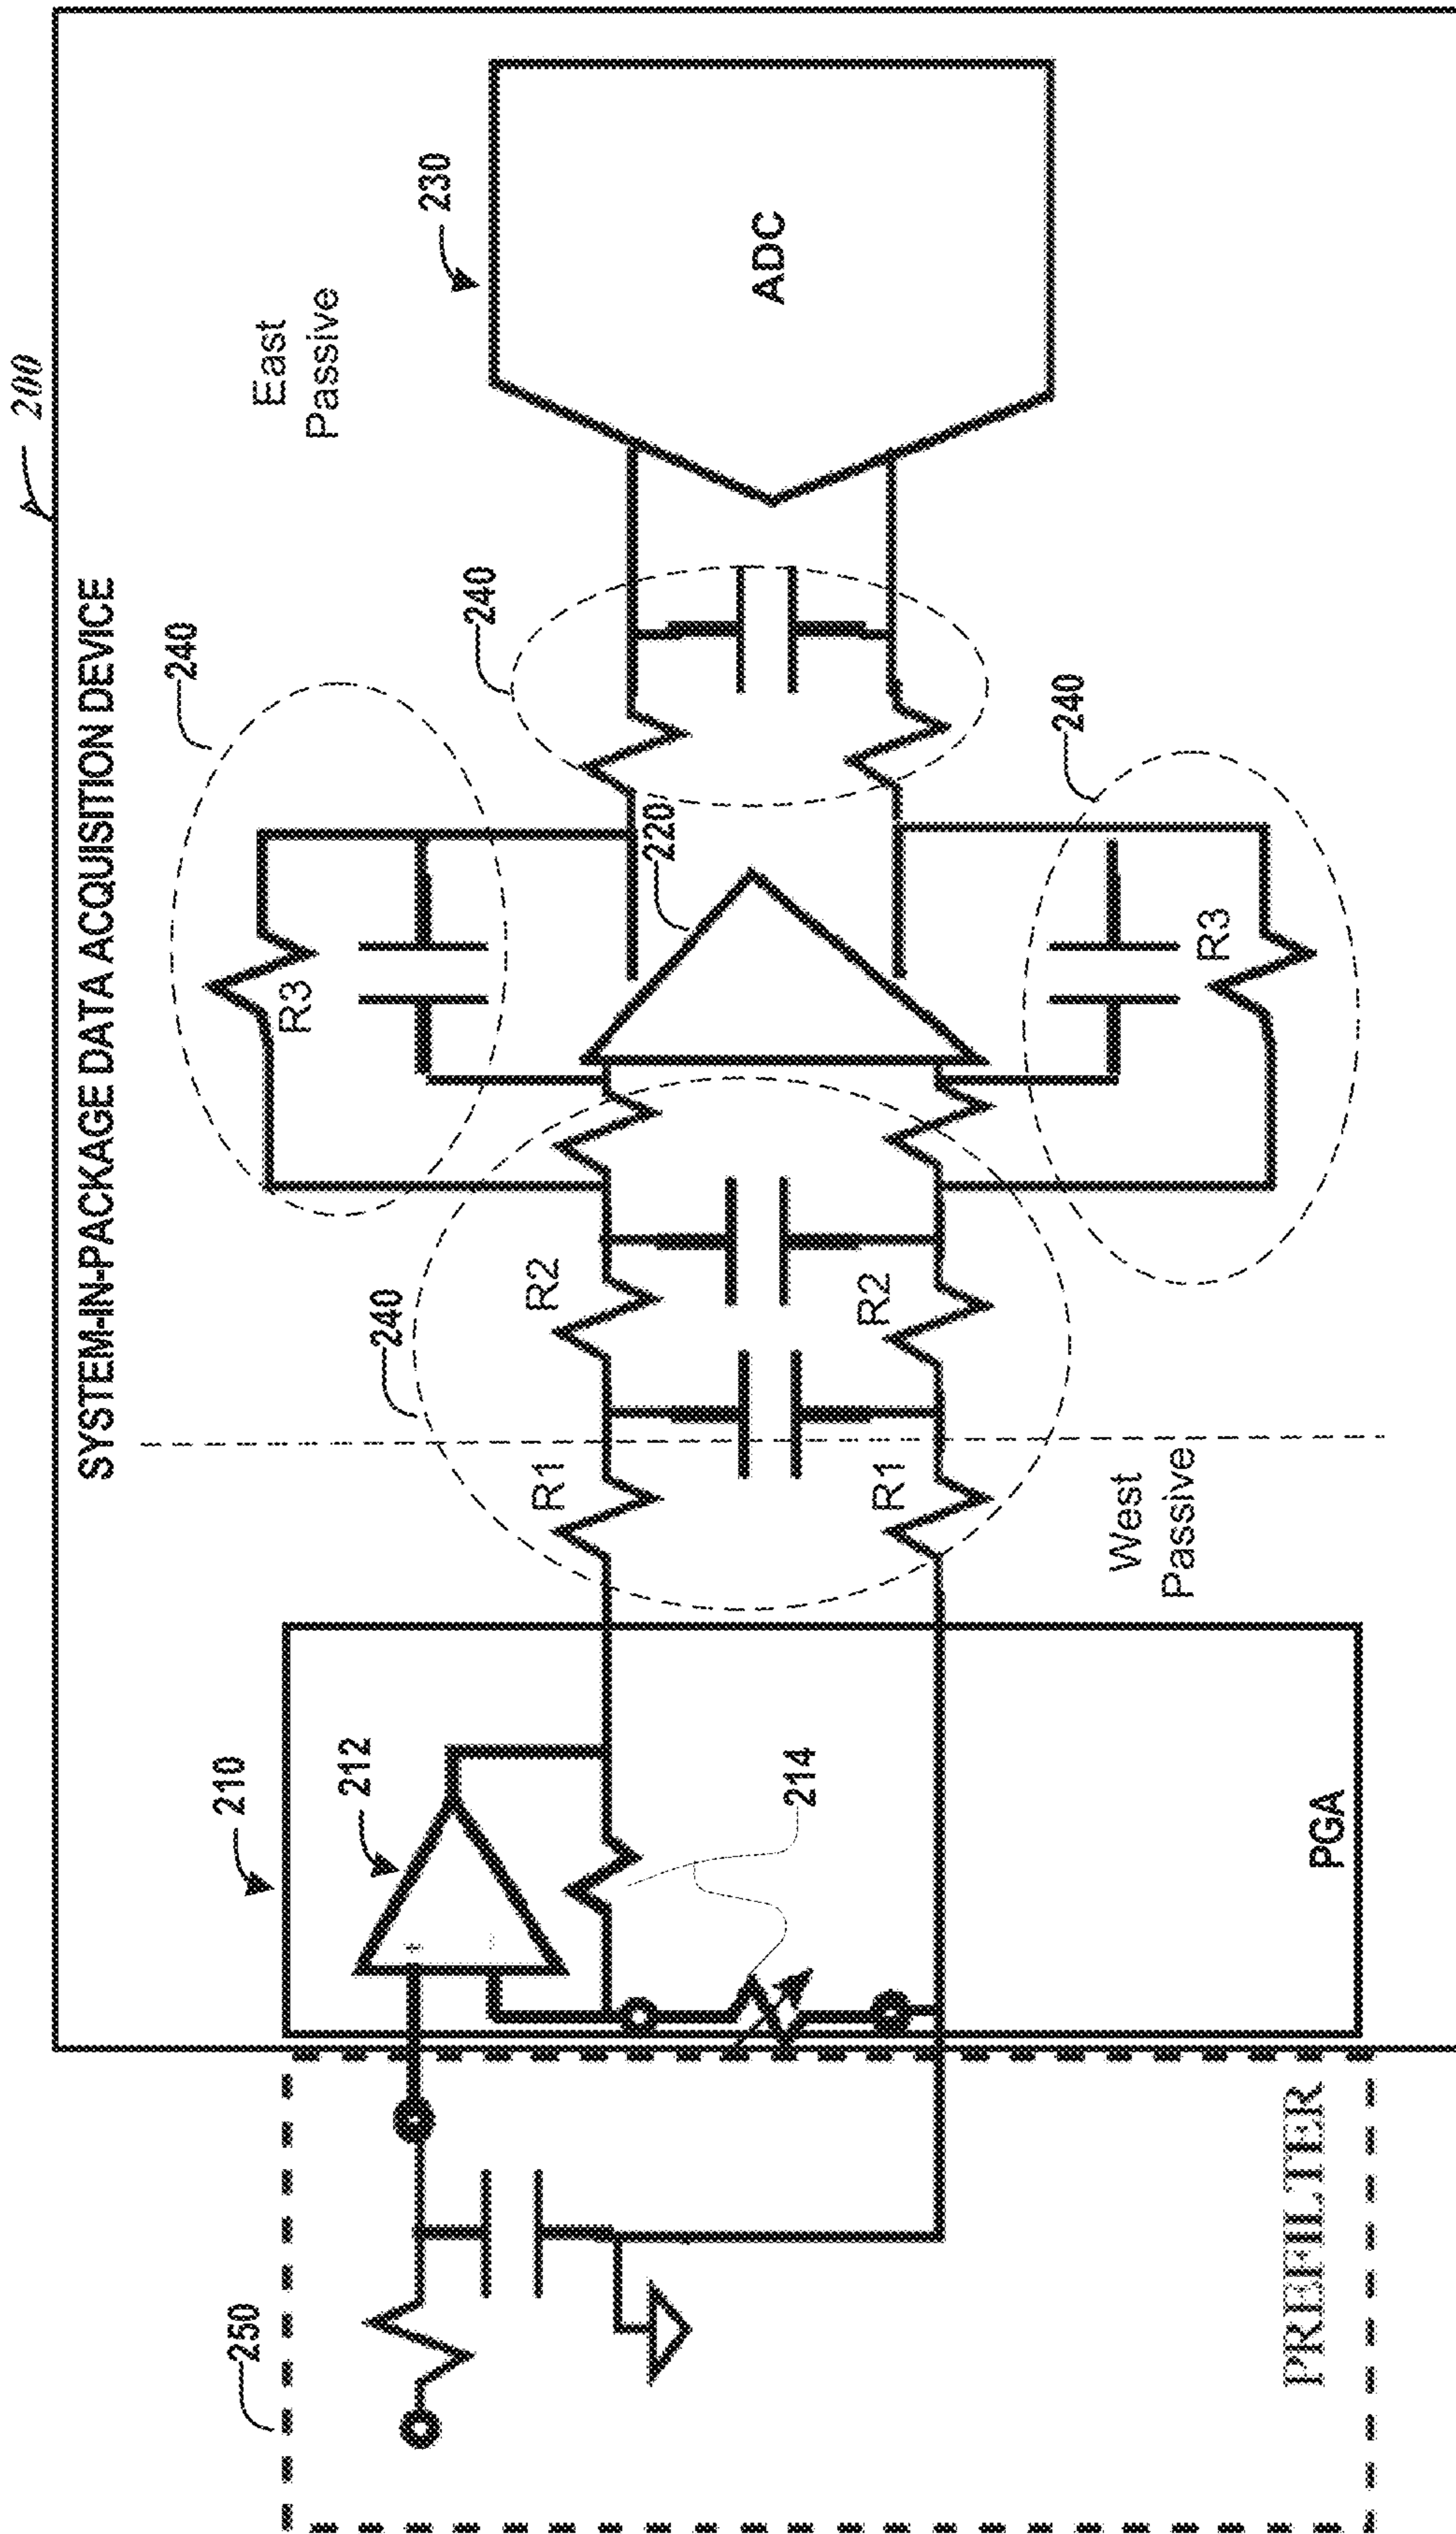 200
SYSTEM-IN-PACKAGE DATA ACQUISITION DEVICE
240
R3
210
212
+
-
214
PGA
250
PREFILTER
240
R1
R2
R1
R2
West
Passive
220
240
240
R3
East
Passive
230
ADC